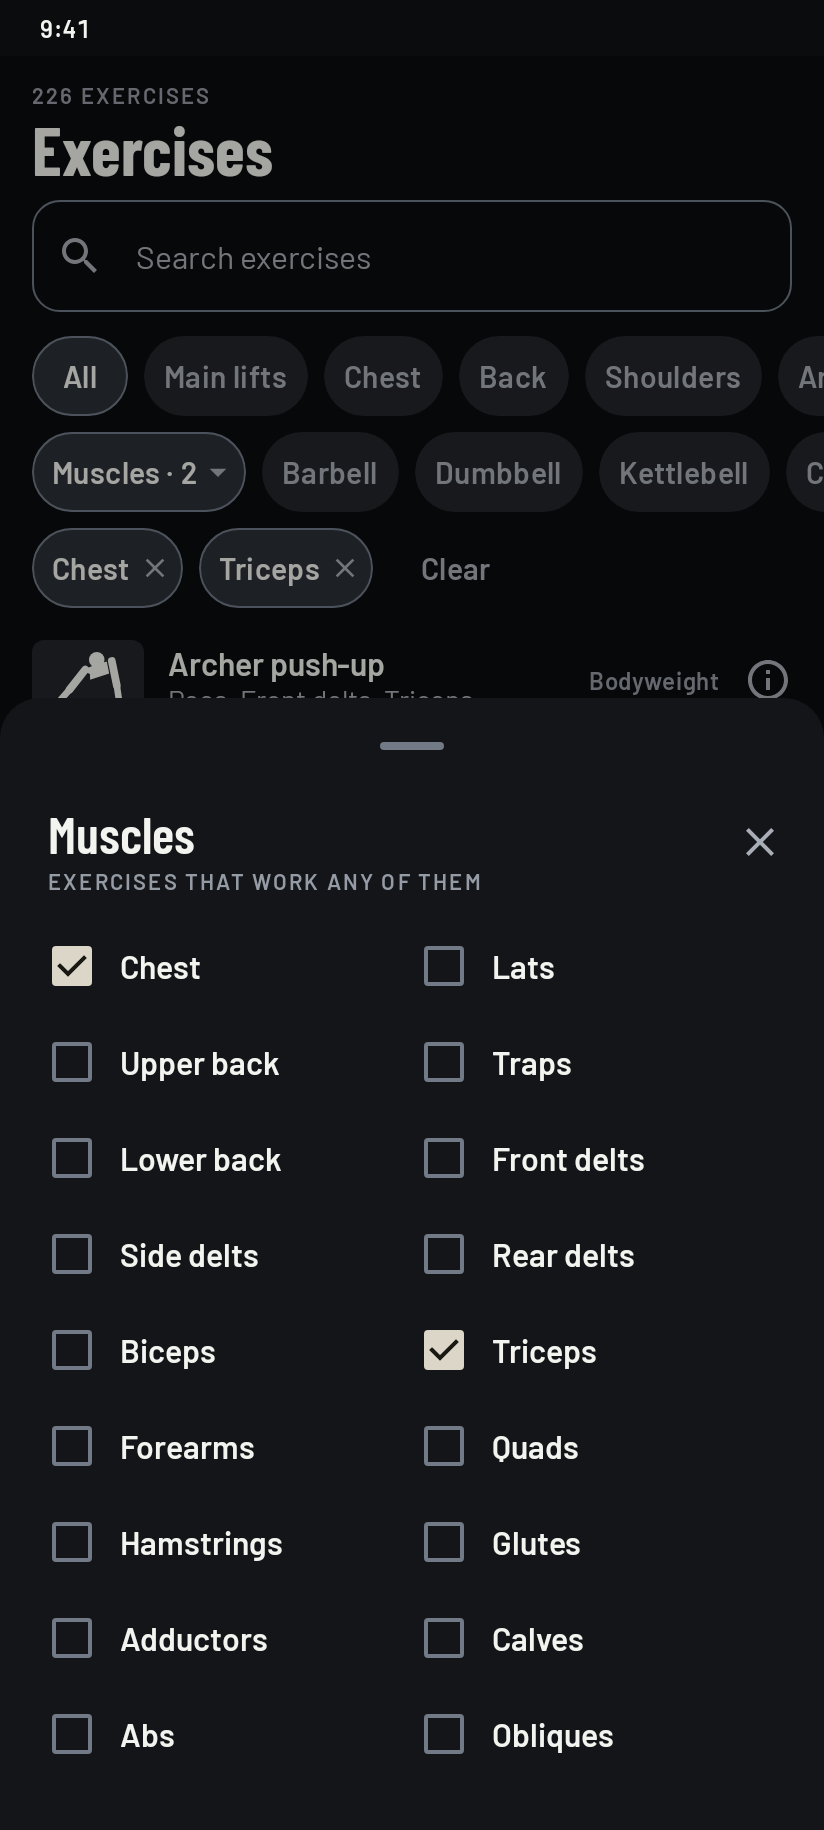 9:41
226 EXERCISES
Exercises
Search exercises
All Main lifts Chest Back Shoulders
Muscles · 2 Barbell Dumbbell Kettlebell
Chest Triceps Clear
Archer push-up
Bodyweight
Muscles
EXERCISES THAT WORK ANY OF THEM
Chest Lats
Upper back Traps
Lower back Front delts
Side delts Rear delts
Biceps Triceps
Forearms Quads
Hamstrings Glutes
Adductors Calves
Abs Obliques